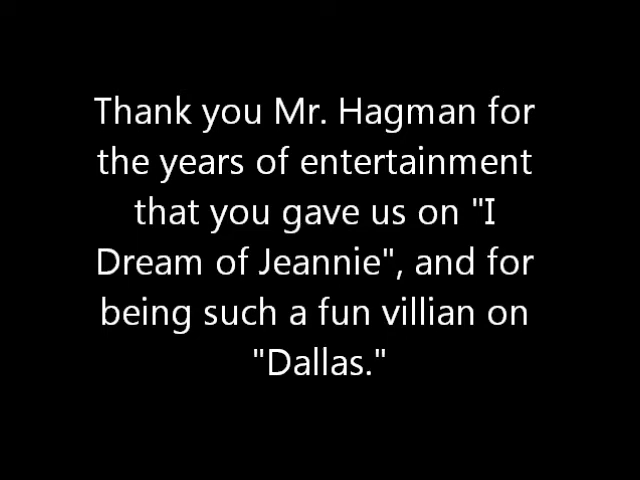 Thank you Mr. Hagman for
the years of entertainment
that you gave us on "I
Dream of Jeannie", and for
being such a fun villian on
"Dallas."